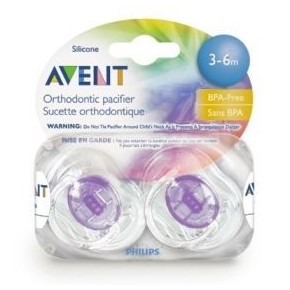 Silicone
AVENT
3-6m
Orthodontic pacifier
Sucette orthodontique
BPA-Free
Sans BPA
WARNING: Do Not Tie Pacifier Around Child's Neck As it Presents A Strangulation Danger.
MISE EN GARDE :
PHILIPS